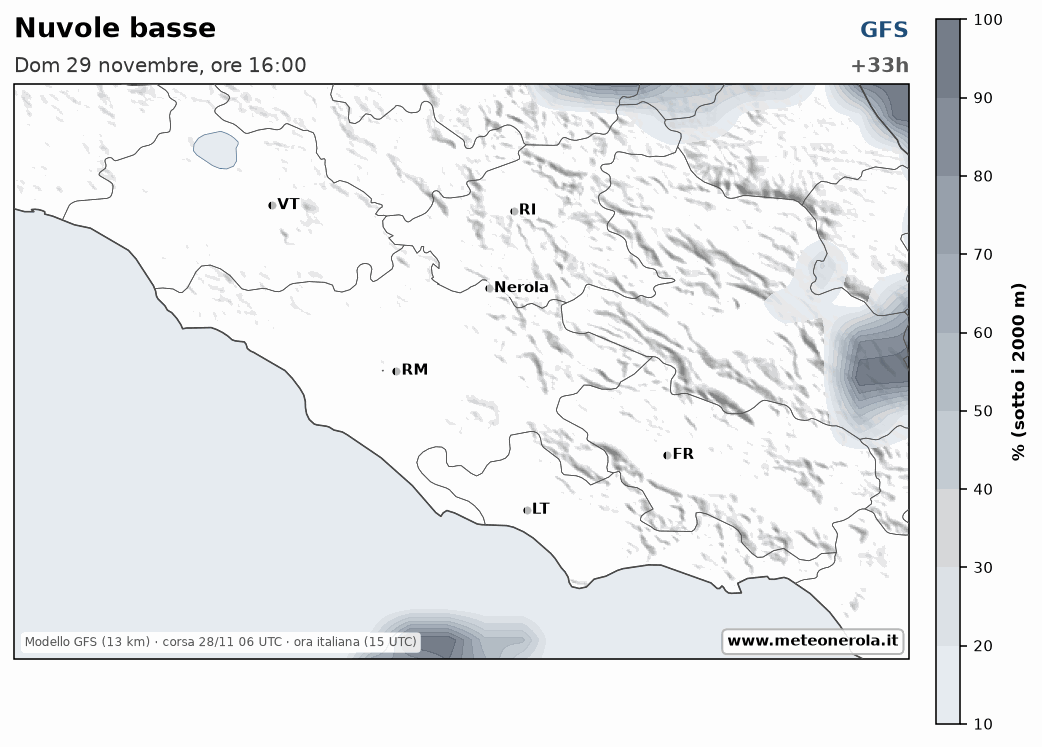 Nuvole basse
GFS
Dom 29 novembre, ore 16:00
+33h
VT
RI
Nerola
RM
FR
LT
Modello GFS (13 km) · corsa 28/11 06 UTC · ora italiana (15 UTC)
www.meteonerola.it
100
90
80
70
60
50
40
30
20
10
% (sotto i 2000 m)